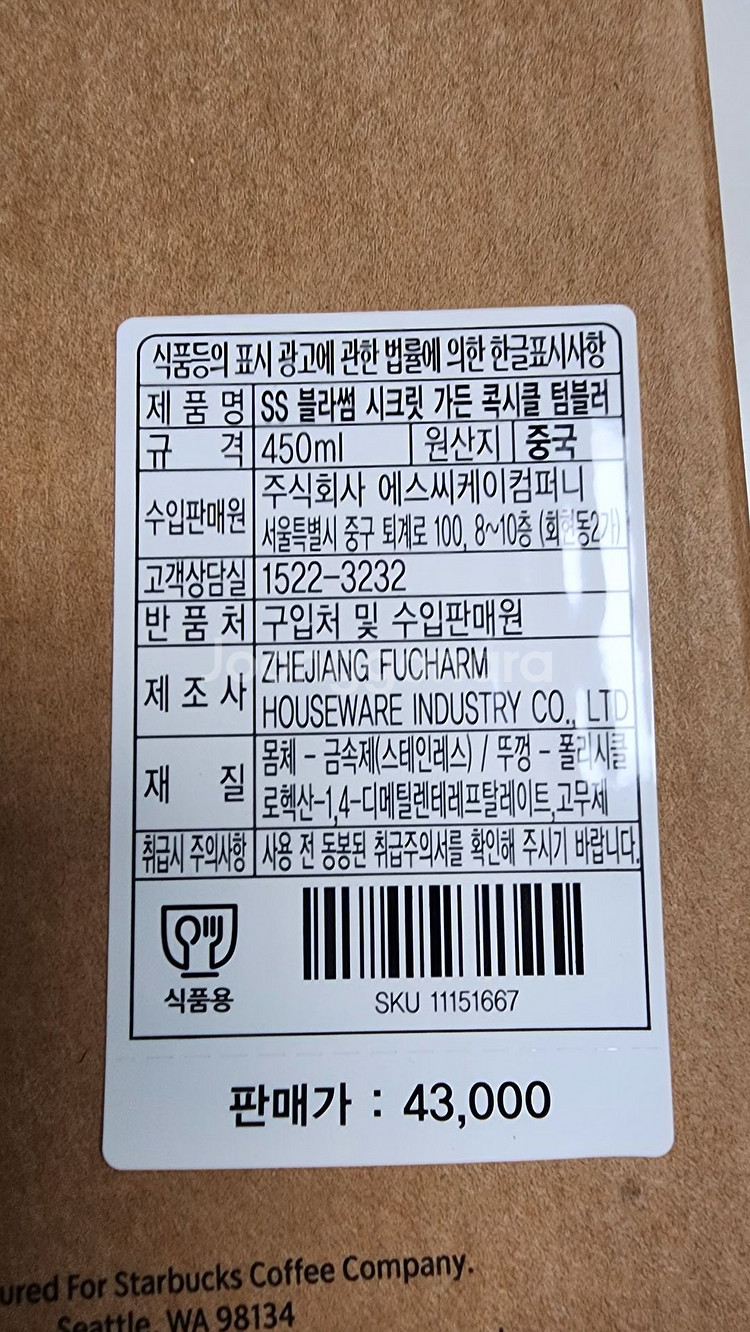 식품등의 표시 광고에 관한 법률에 의한 한글표시사항
제 품 명 SS 블라썸 시크릿 가든 콕시클 텀블러
규 격 450ml 원산지 중국
수입판매원 주식회사 에스씨케이컴퍼니
서울특별시 중구 퇴계로 100, 8~10층 (회현동2가)
고객상담실 1522-3232
반 품 처 구입처 및 수입판매원
제 조 사 ZHEJIANG FUCHARM
HOUSEWARE INDUSTRY CO., LTD
재 질 몸체 - 금속제(스테인레스) / 뚜껑 - 폴리시클
로헥산-1,4-디메틸렌테레프탈레이트,고무제
취급시 주의사항 사용 전 동봉된 취급주의서를 확인해 주시기 바랍니다.
식품용
SKU 11151667
판매가 : 43,000
ured For Starbucks Coffee Company.
Seattle, WA 98134